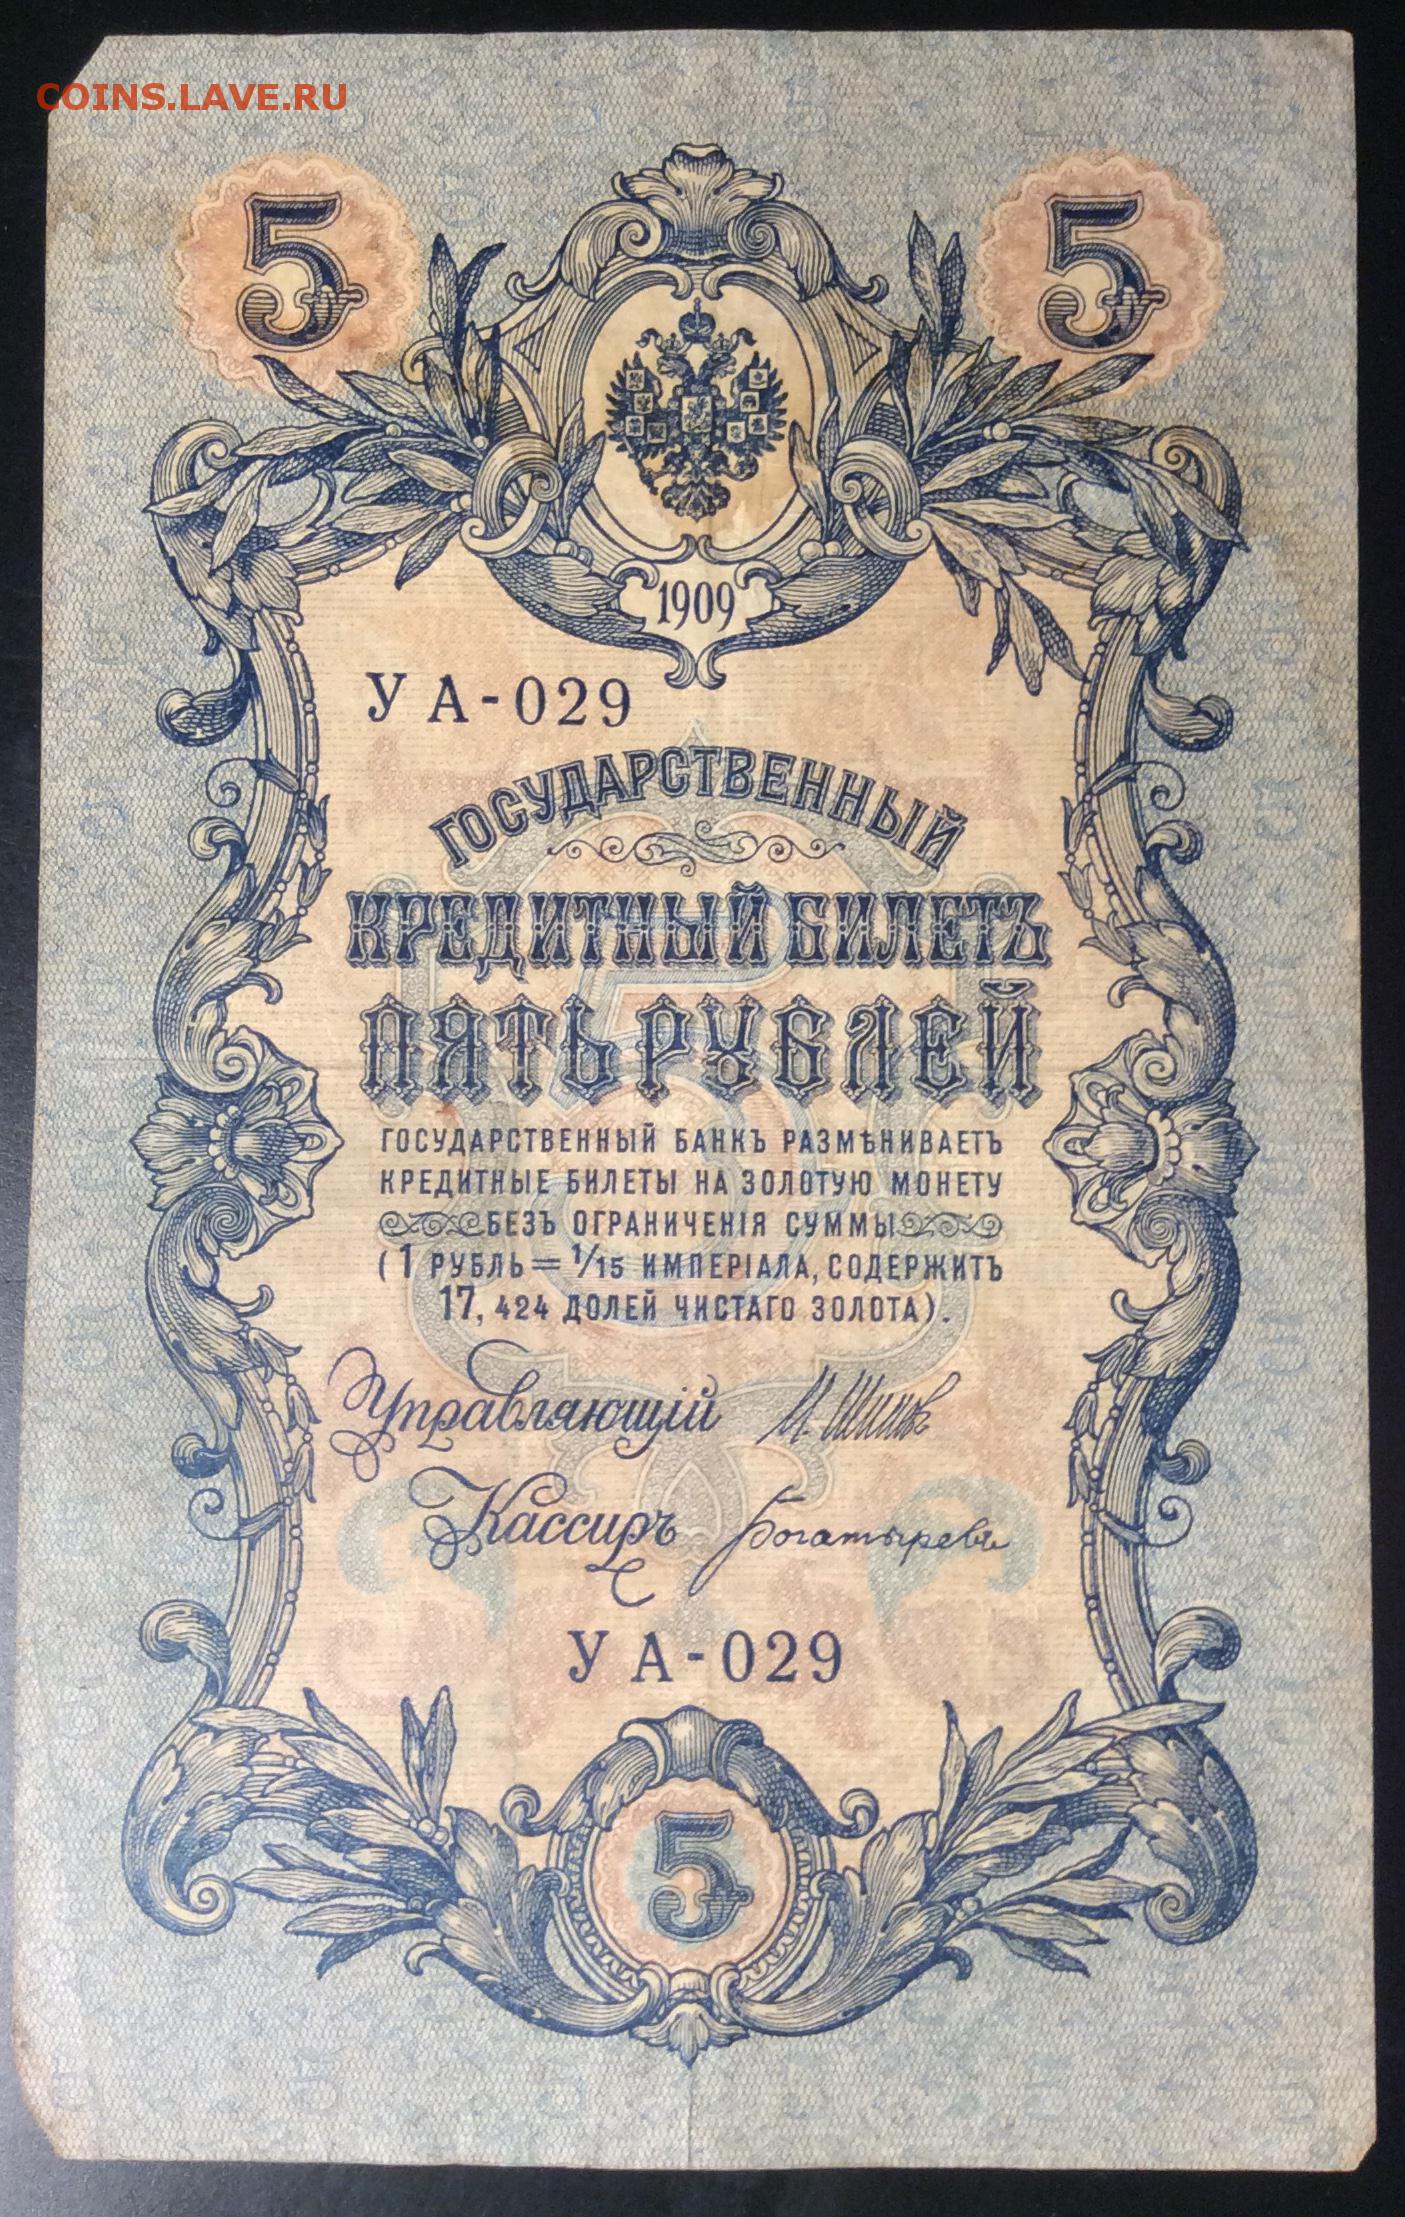 COINS.LAVE.RU
5 5
1909
УА-029
ГОСУДАРСТВЕННЫЙ
КРЕДИТНЫЙ БИЛЕТЪ
ПЯТЬ РУБЛЕЙ
ГОСУДАРСТВЕННЫЙ БАНКЪ РАЗМѢНИВАЕТЪ
КРЕДИТНЫЕ БИЛЕТЫ НА ЗОЛОТУЮ МОНЕТУ
БЕЗЪ ОГРАНИЧЕНІЯ СУММЫ
(1 РУБЛЬ = 1/15 ИМПЕРІАЛА, СОДЕРЖИТЪ
17,424 ДОЛЕЙ ЧИСТАГО ЗОЛОТА).
Управляющій И. Шиповъ
Кассиръ Богатыревъ
УА-029
5